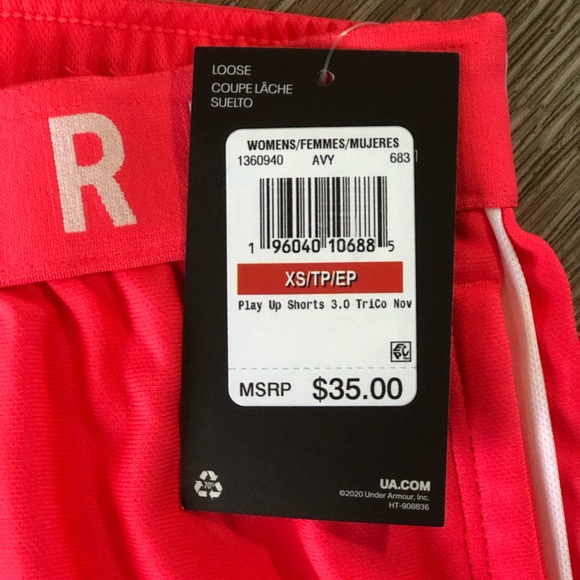 LOOSE
COUPE LÂCHE
SUELTO
R
WOMENS/FEMMES/MUJERES
1360940 AVY 683
1 96040 10688 5
XS/TP/EP
Play Up Shorts 3.0 TriCo Nov
MSRP $35.00
70%
UA.COM
©2020 Under Armour, Inc.
HT-908836